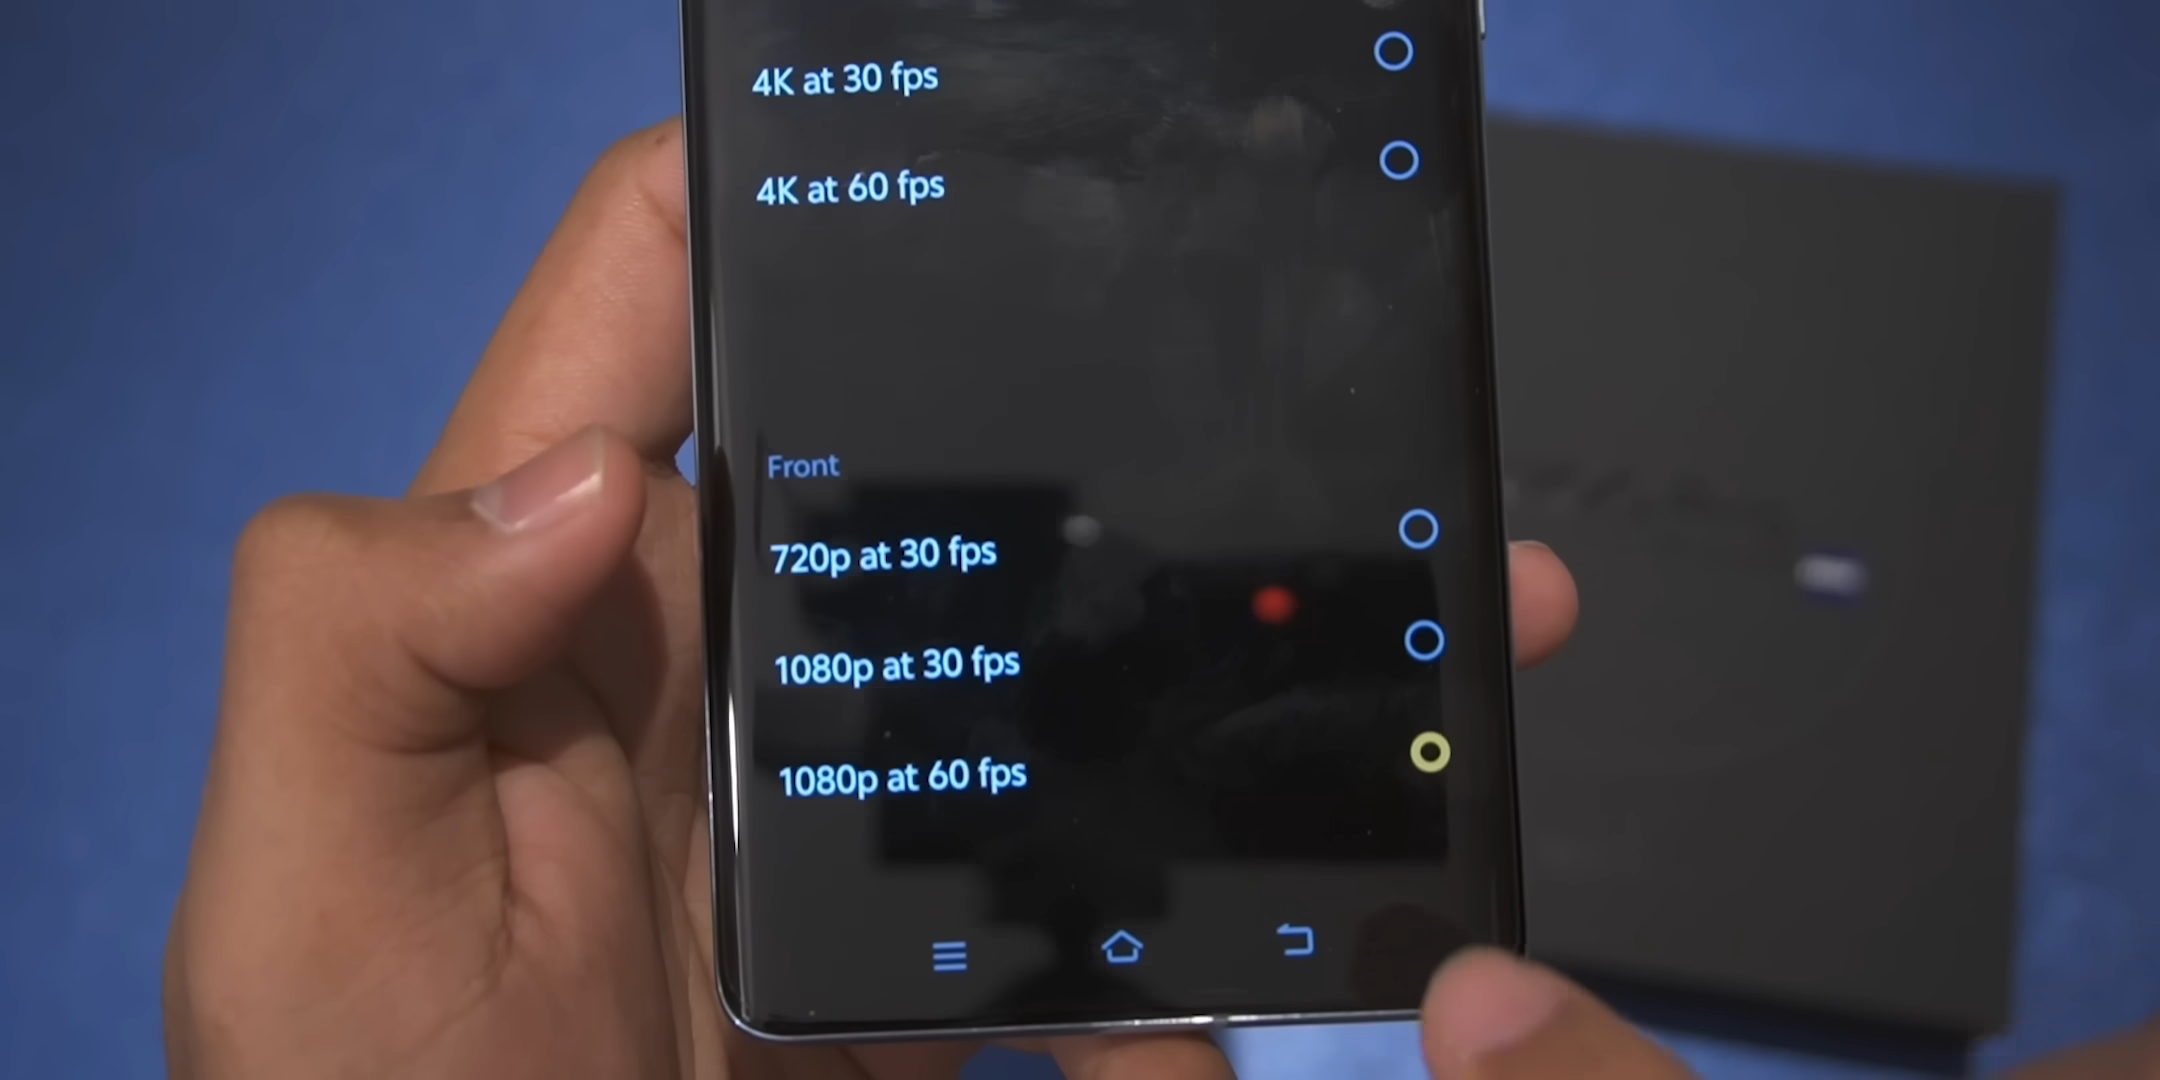 4K at 30 fps
4K at 60 fps
Front
720p at 30 fps
1080p at 30 fps
1080p at 60 fps